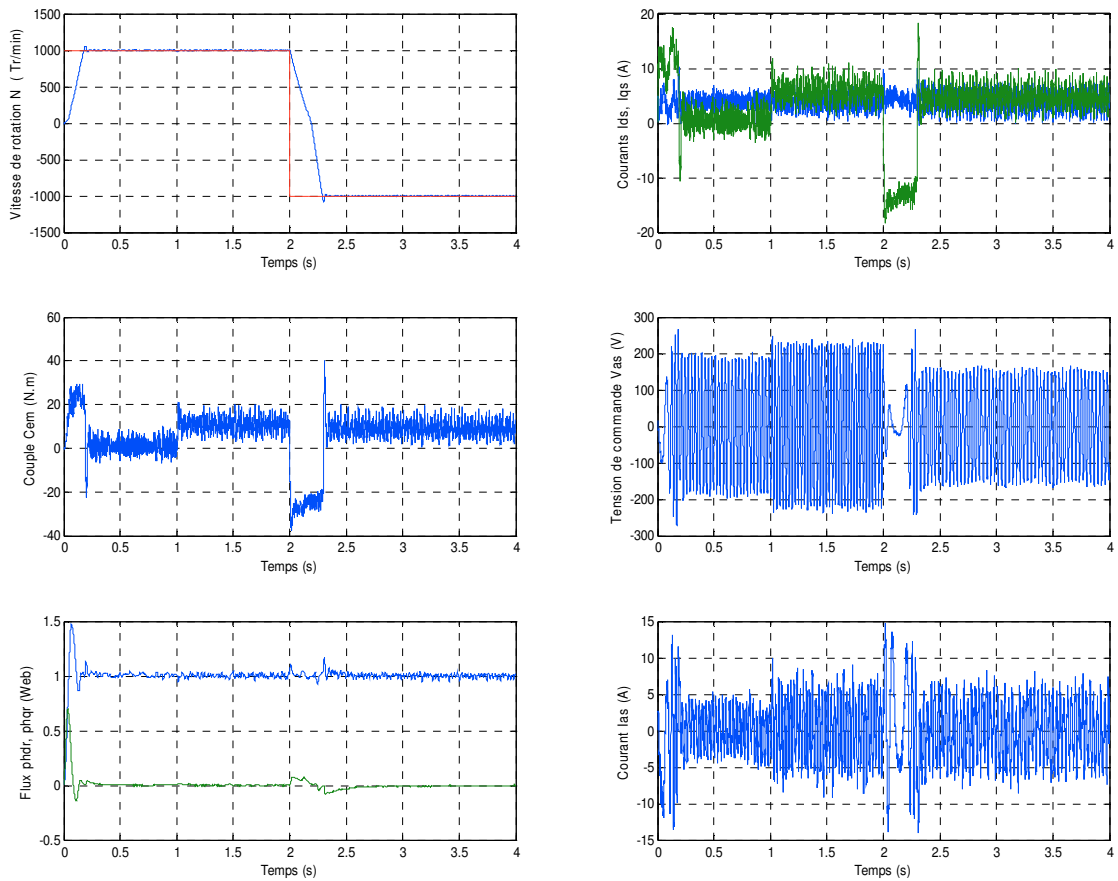 Vitesse de rotation N ( Tr/min)
1500
1000
500
0
-500
-1000
-1500
0 0.5 1 1.5 2 2.5 3 3.5 4
Temps (s)
Courants Ids, Iqs (A)
20
10
0
-10
-20
0 0.5 1 1.5 2 2.5 3 3.5 4
Temps (s)
Couple Cem (N.m)
60
40
20
0
-20
-40
0 0.5 1 1.5 2 2.5 3 3.5 4
Temps (s)
Tension de commande Vas (V)
300
200
100
0
-100
-200
-300
0 0.5 1 1.5 2 2.5 3 3.5 4
Temps (s)
Flux phdr, phqr (Web)
1.5
1
0.5
0
-0.5
0 0.5 1 1.5 2 2.5 3 3.5 4
Temps (s)
Courant Ias (A)
15
10
5
0
-5
-10
-15
0 0.5 1 1.5 2 2.5 3 3.5 4
Temps (s)